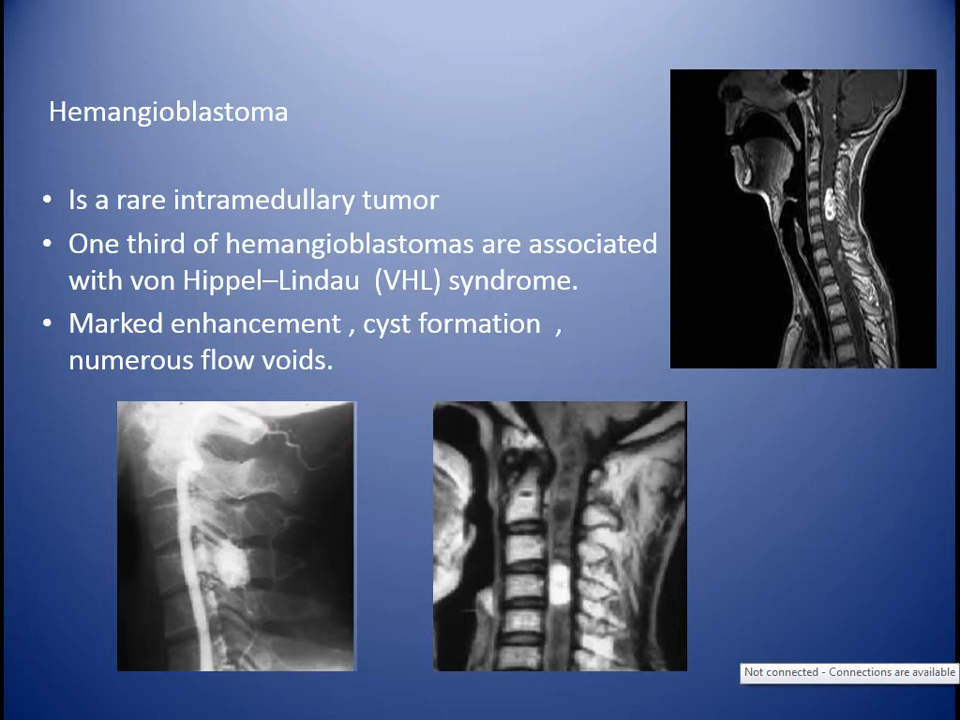 Hemangioblastoma
• Is a rare intramedullary tumor
• One third of hemangioblastomas are associated
with von Hippel–Lindau  (VHL) syndrome.
• Marked enhancement , cyst formation  ,
numerous flow voids.
Not connected - Connections are available